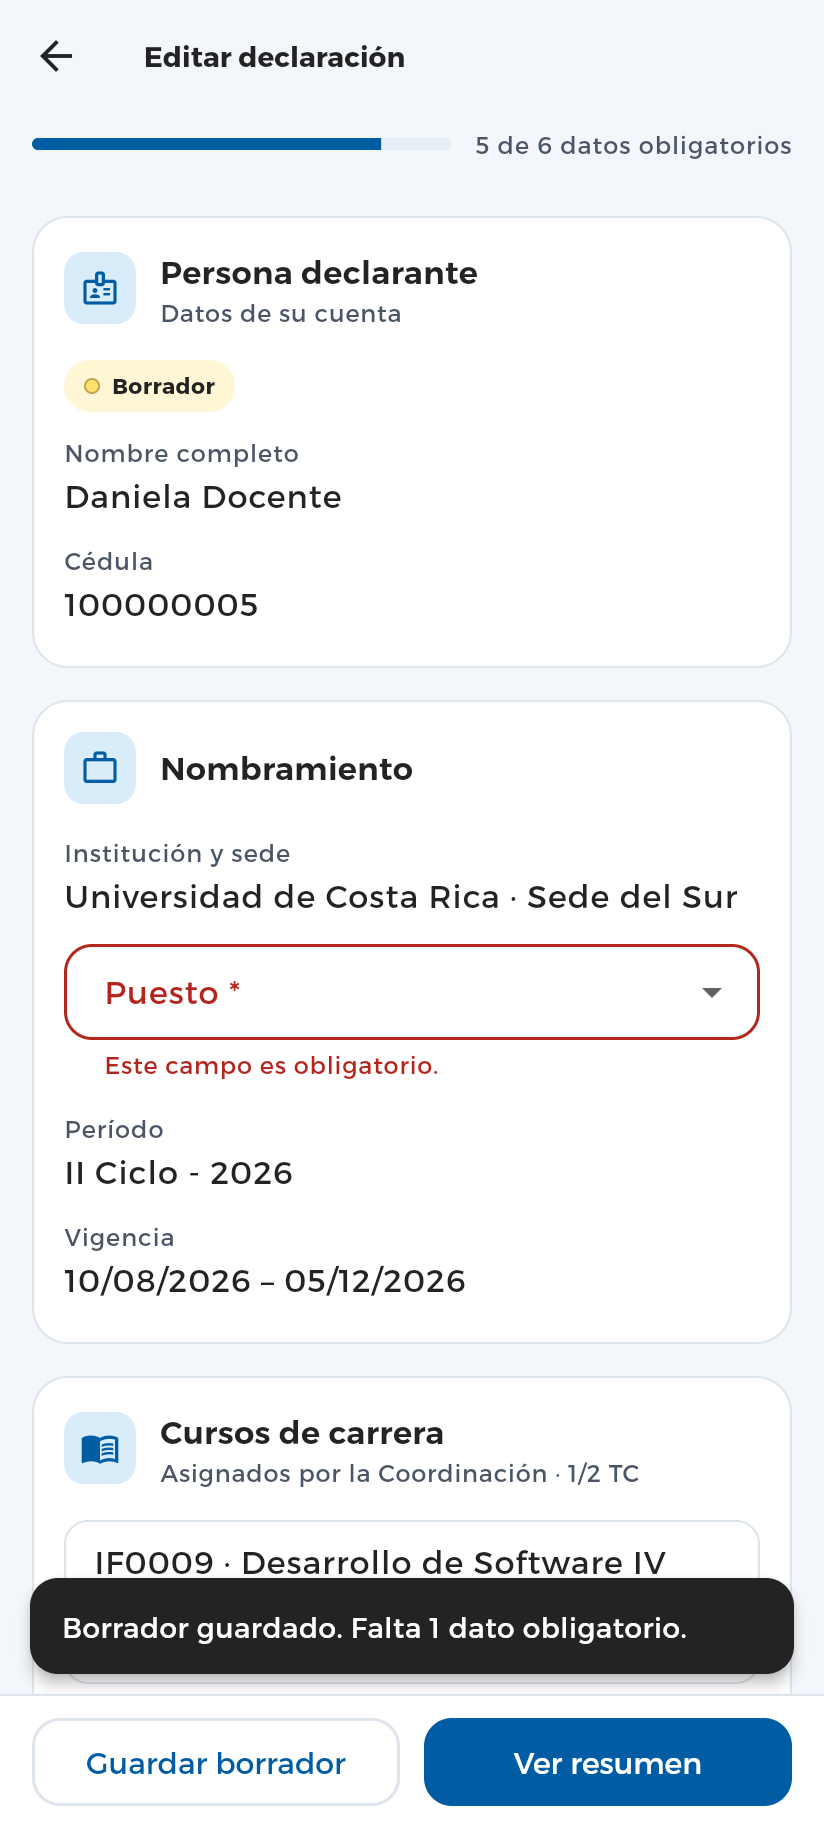 Editar declaración
5 de 6 datos obligatorios
Persona declarante
Datos de su cuenta
Borrador
Nombre completo
Daniela Docente
Cédula
100000005
Nombramiento
Institución y sede
Universidad de Costa Rica · Sede del Sur
Puesto *
Este campo es obligatorio.
Período
II Ciclo - 2026
Vigencia
10/08/2026 – 05/12/2026
Cursos de carrera
Asignados por la Coordinación · 1/2 TC
IF0009 · Desarrollo de Software IV
Borrador guardado. Falta 1 dato obligatorio.
Guardar borrador
Ver resumen